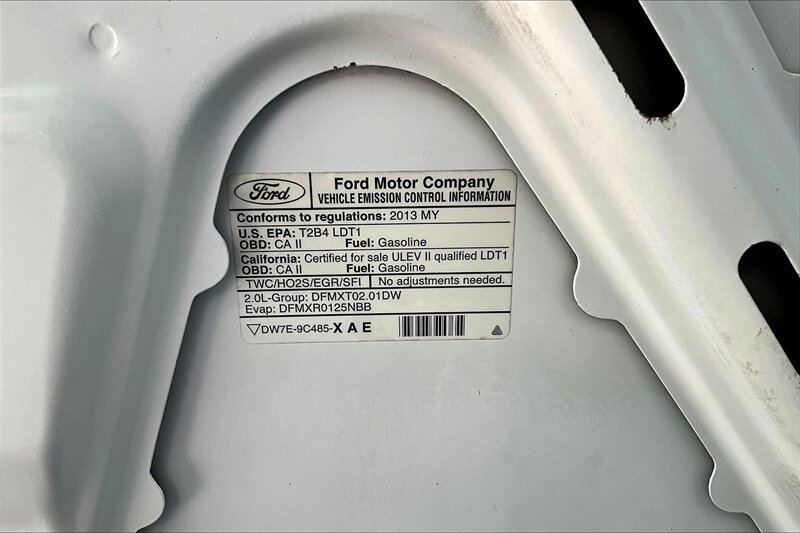 Ford
Ford Motor Company
VEHICLE EMISSION CONTROL INFORMATION
Conforms to regulations: 2013 MY
U.S. EPA: T2B4 LDT1
OBD: CA II Fuel: Gasoline
California: Certified for sale ULEV II qualified LDT1
OBD: CA II Fuel: Gasoline
TWC/HO2S/EGR/SFI No adjustments needed.
2.0L-Group: DFMXT02.01DW
Evap: DFMXR0125NBB
DW7E-9C485-X A E